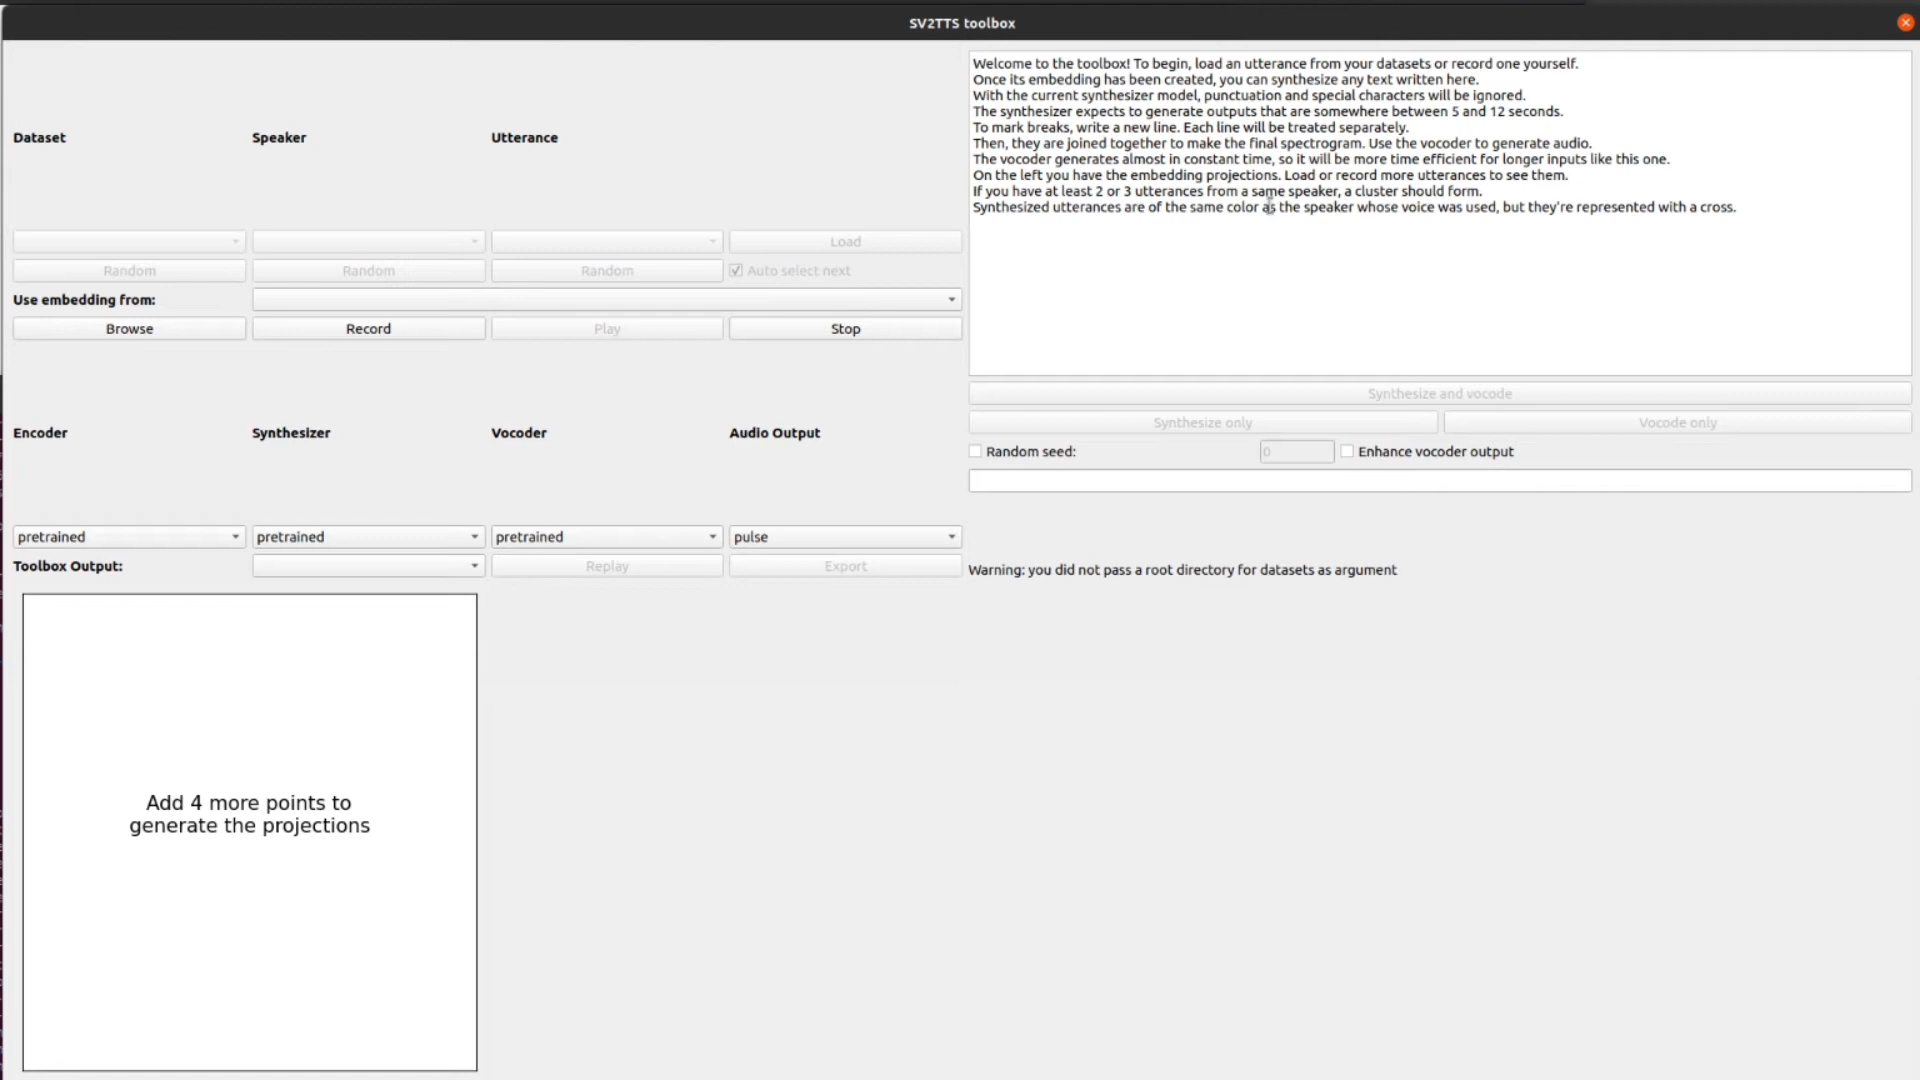 SV2TTS toolbox
Welcome to the toolbox! To begin, load an utterance from your datasets or record one yourself.
Once its embedding has been created, you can synthesize any text written here.
With the current synthesizer model, punctuation and special characters will be ignored.
The synthesizer expects to generate outputs that are somewhere between 5 and 12 seconds.
To mark breaks, write a new line. Each line will be treated separately.
Then, they are joined together to make the final spectrogram. Use the vocoder to generate audio.
The vocoder generates almost in constant time, so it will be more time efficient for longer inputs like this one.
On the left you have the embedding projections. Load or record more utterances to see them.
If you have at least 2 or 3 utterances from a same speaker, a cluster should form.
Synthesized utterances are of the same color as the speaker whose voice was used, but they're represented with a cross.
Dataset Speaker Utterance
Load
Random Random Random Auto select next
Use embedding from:
Browse Record Play Stop
Synthesize and vocode
Synthesize only Vocode only
Random seed: 0 Enhance vocoder output
Encoder Synthesizer Vocoder Audio Output
pretrained pretrained pretrained pulse
Toolbox Output: Replay Export
Warning: you did not pass a root directory for datasets as argument
Add 4 more points to
generate the projections